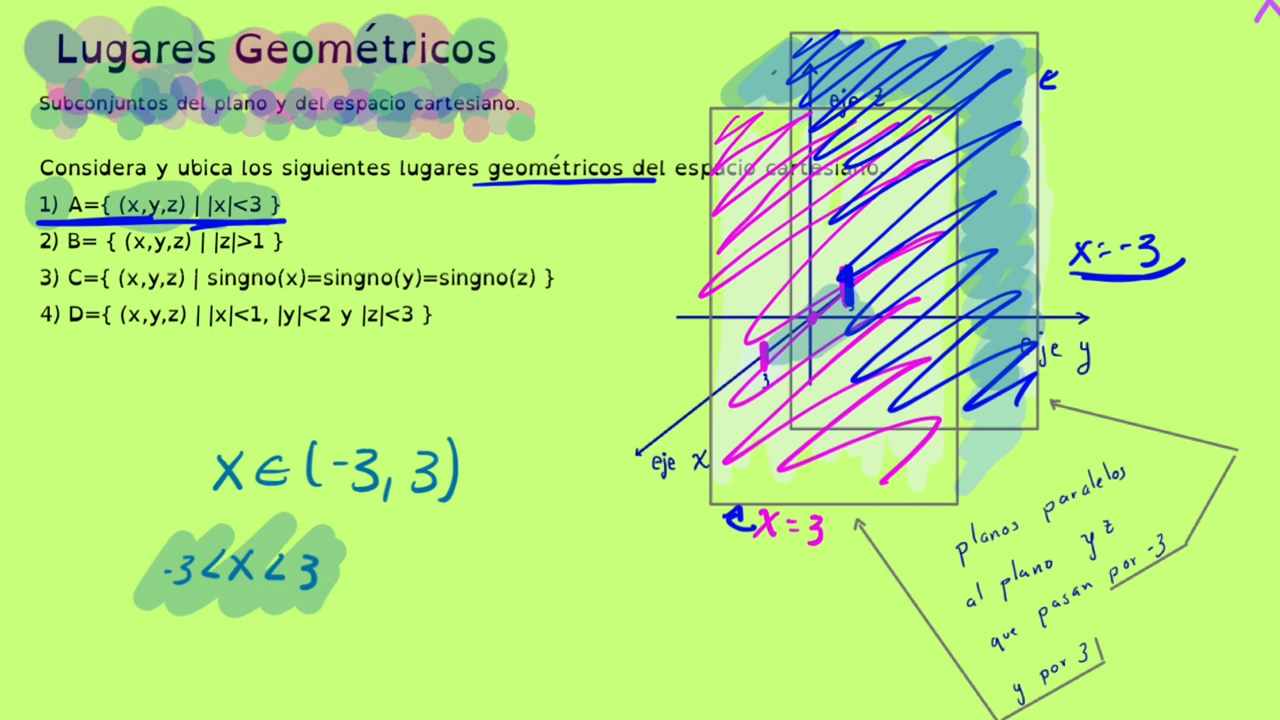 Lugares Geométricos
Subconjuntos del plano y del espacio cartesiano.
Considera y ubica los siguientes lugares geométricos del espacio cartesiano.
1) A={ (x,y,z) | |x|<3 }
2) B= { (x,y,z) | |z|>1 }
3) C={ (x,y,z) | singno(x)=singno(y)=singno(z) }
4) D={ (x,y,z) | |x|<1, |y|<2 y |z|<3 }
x∈(-3,3)
-3<x<3
eje z
x=-3
eje y
3
eje x
x=3
planos paralelos
al plano yz
que pasan por -3
y por 3